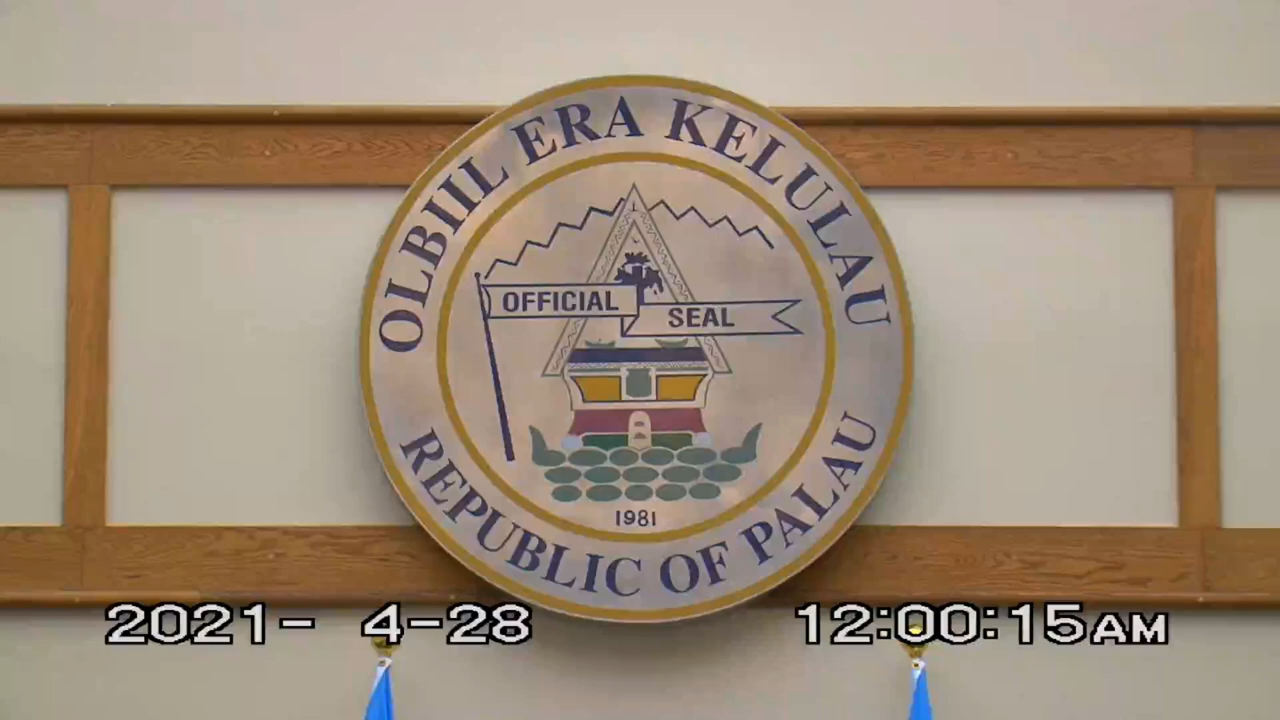 OLBIIL ERA KELULAU
OFFICIAL SEAL
1981
REPUBLIC OF PALAU
2021- 4-28 12:00:15AM